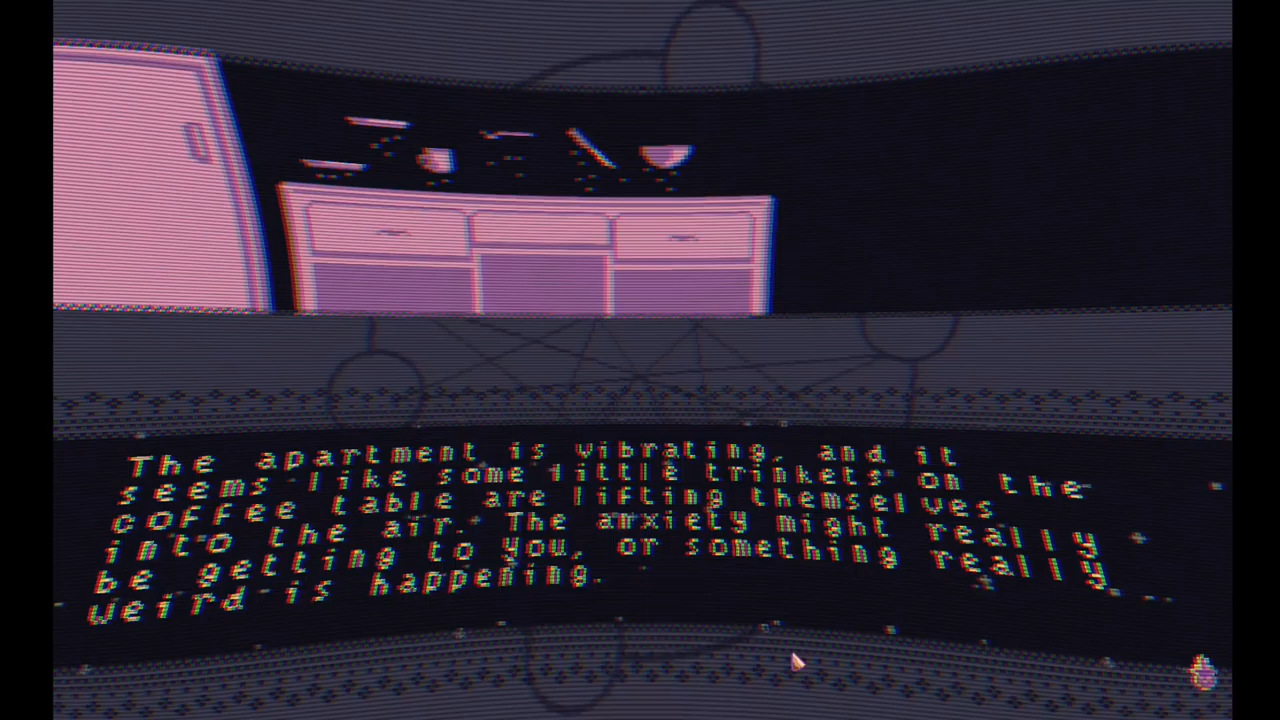 The apartment is vibrating, and it
seems like some little trinkets on the
coffee table are lifting themselves
into the air. The anxiety might really
be getting to you, or something really
weird is happening.